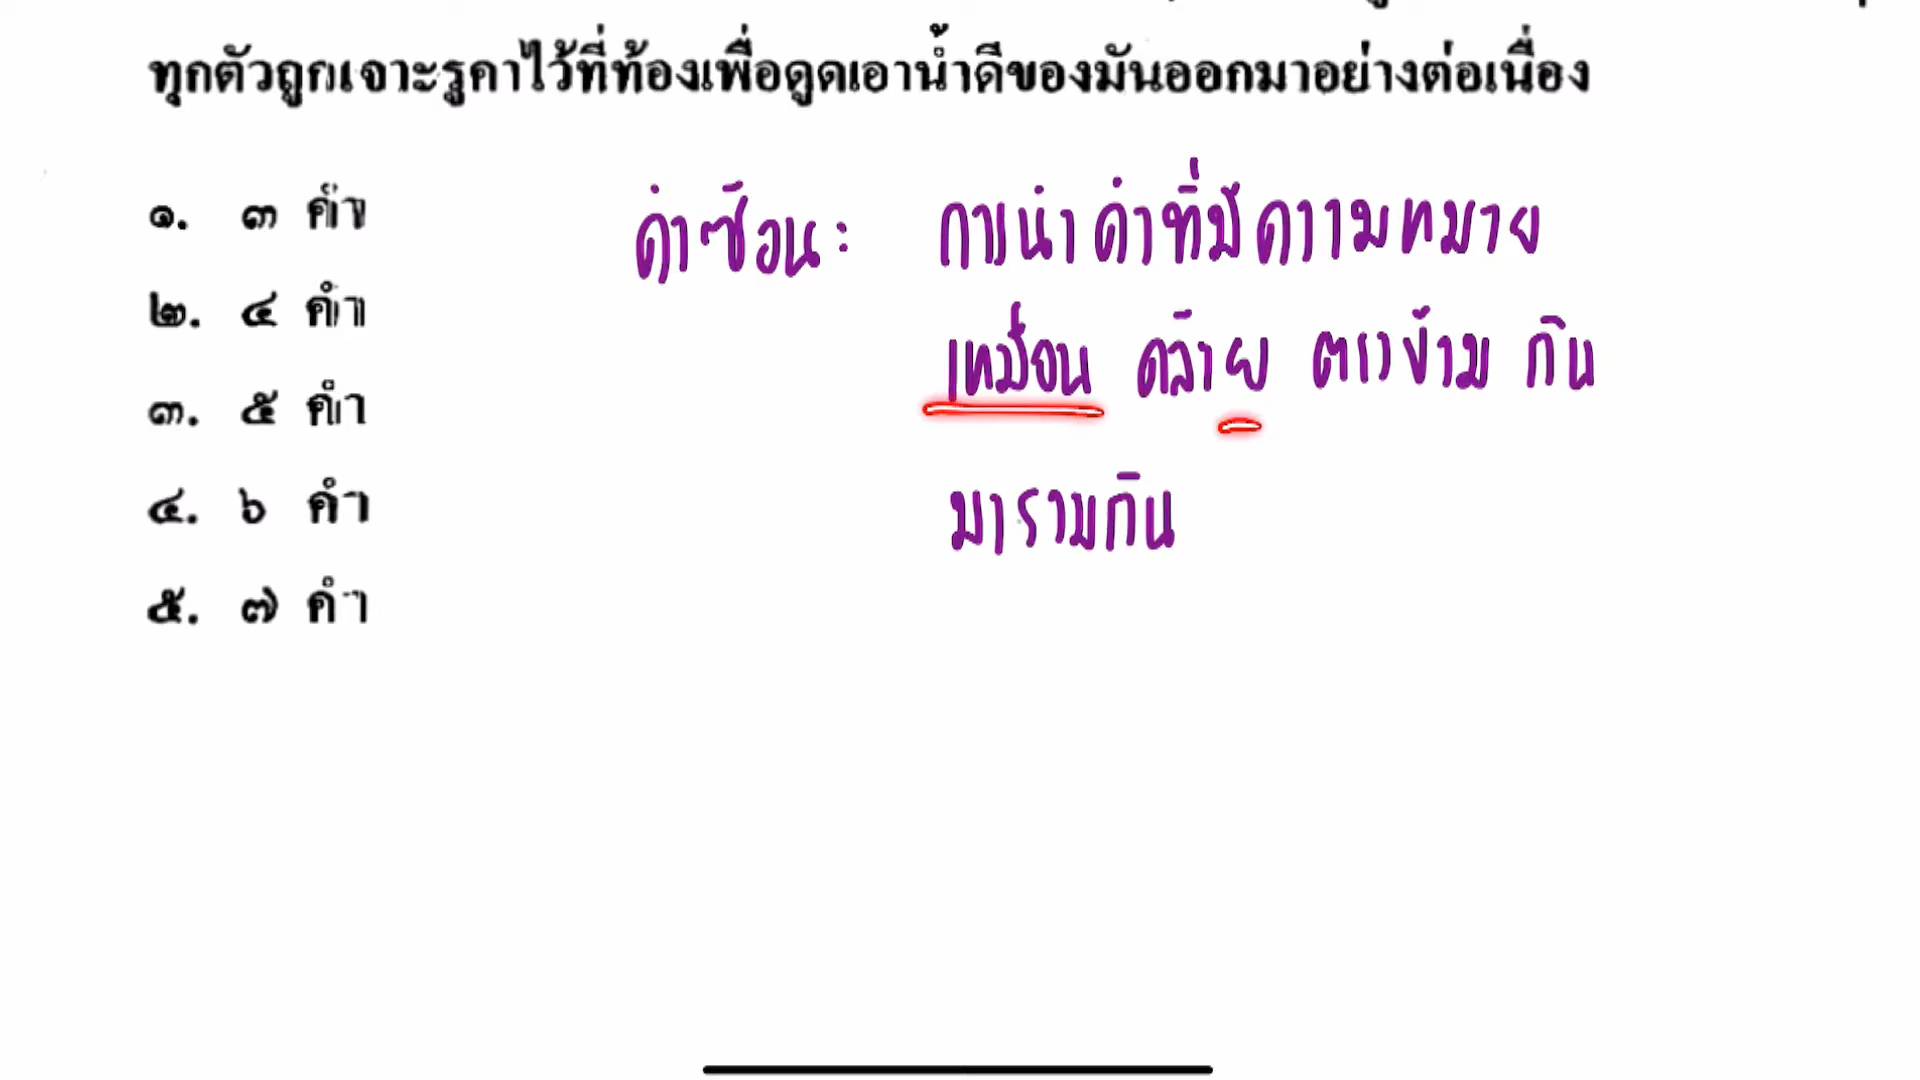 ทุกตัวถูกเจาะรูคาไว้ที่ท้องเพื่อดูดเอาน้ำดีของมันออกมาอย่างต่อเนื่อง
๑. ๓ คำ
๒. ๔ คำ
๓. ๕ คำ
๔. ๖ คำ
๕. ๗ คำ
คำซ้อน: การนำคำที่มีความหมาย
เหมือน คล้าย ตรงข้าม กัน
มารวมกัน